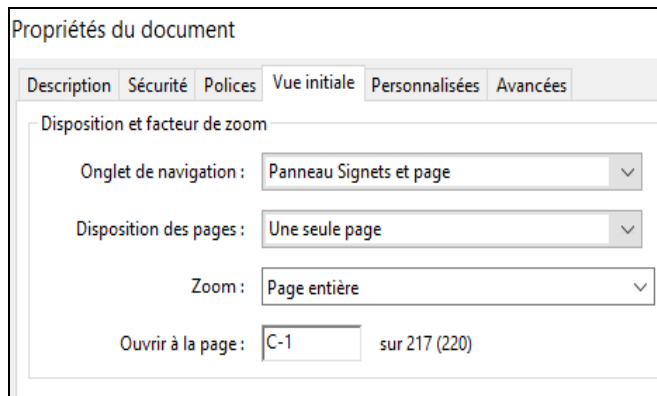 Propriétés du document
Description Sécurité Polices Vue initiale Personnalisées Avancées
Disposition et facteur de zoom
Onglet de navigation : Panneau Signets et page
Disposition des pages : Une seule page
Zoom : Page entière
Ouvrir à la page : C-1 sur 217 (220)